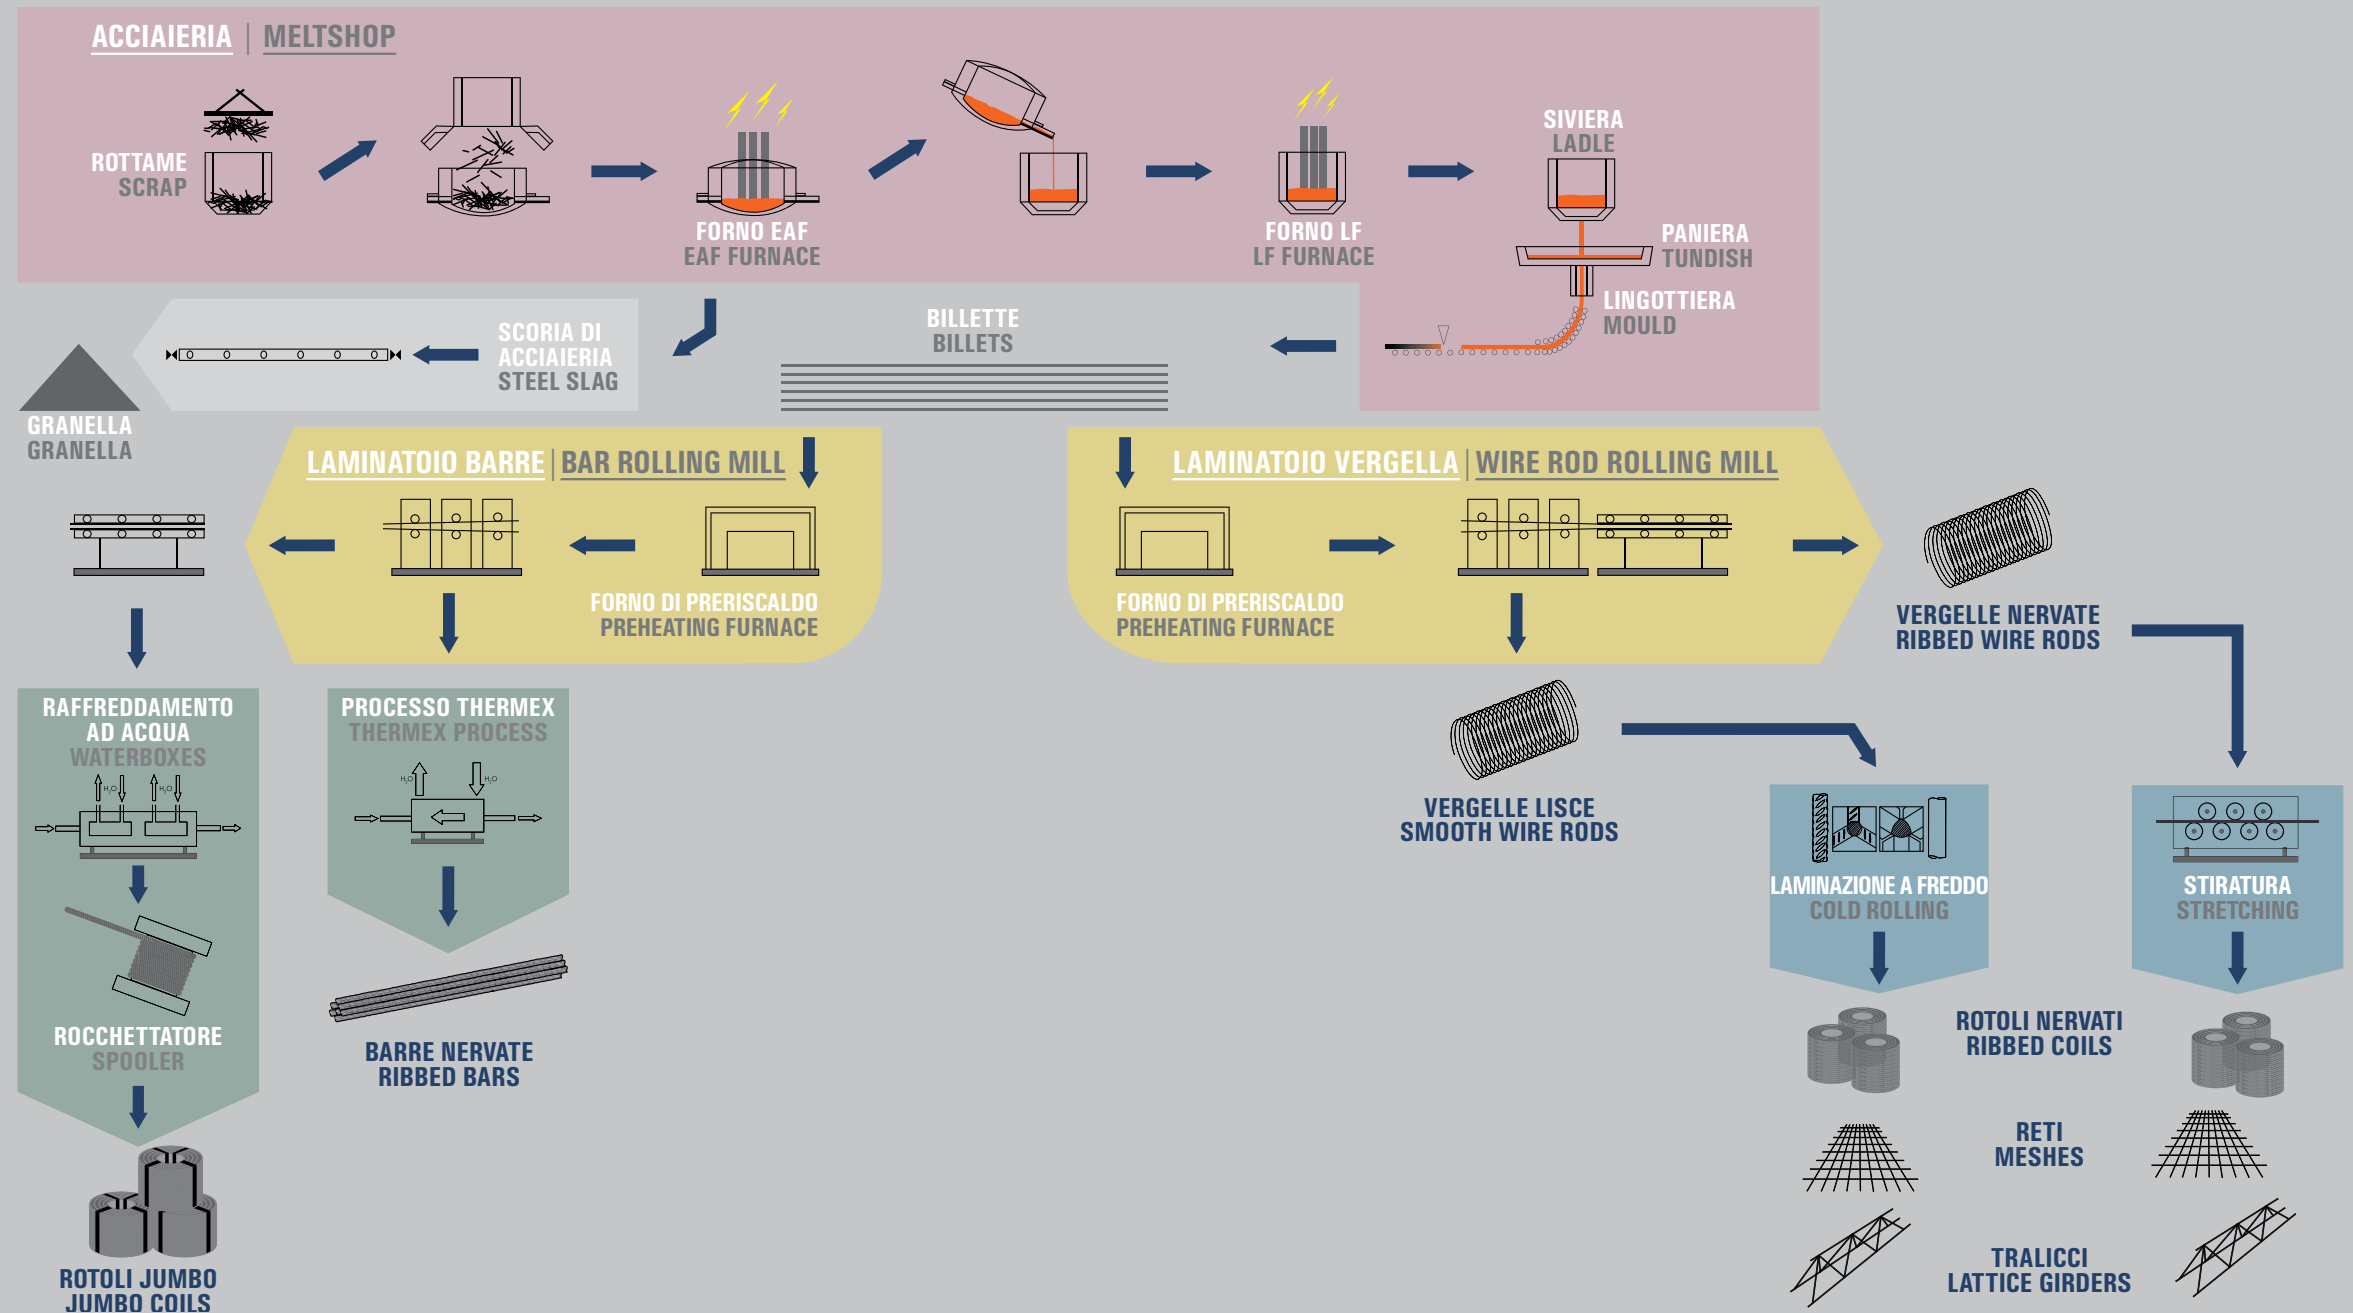 ACCIAIERIA | MELTSHOP
ROTTAME
SCRAP
FORNO EAF
EAF FURNACE
FORNO LF
LF FURNACE
SIVIERA
LADLE
PANIERA
TUNDISH
LINGOTTIERA
MOULD
BILLETTE
BILLETS
SCORIA DI
ACCIAIERIA
STEEL SLAG
GRANELLA
GRANELLA
LAMINATOIO BARRE | BAR ROLLING MILL
FORNO DI PRERISCALDO
PREHEATING FURNACE
LAMINATOIO VERGELLA | WIRE ROD ROLLING MILL
FORNO DI PRERISCALDO
PREHEATING FURNACE
VERGELLE NERVATE
RIBBED WIRE RODS
RAFFREDDAMENTO
AD ACQUA
WATERBOXES
H₂O H₂O
ROCCHETTATORE
SPOOLER
ROTOLI JUMBO
JUMBO COILS
PROCESSO THERMEX
THERMEX PROCESS
H₂O H₂O
BARRE NERVATE
RIBBED BARS
VERGELLE LISCE
SMOOTH WIRE RODS
LAMINAZIONE A FREDDO
COLD ROLLING
STIRATURA
STRETCHING
ROTOLI NERVATI
RIBBED COILS
RETI
MESHES
TRALICCI
LATTICE GIRDERS